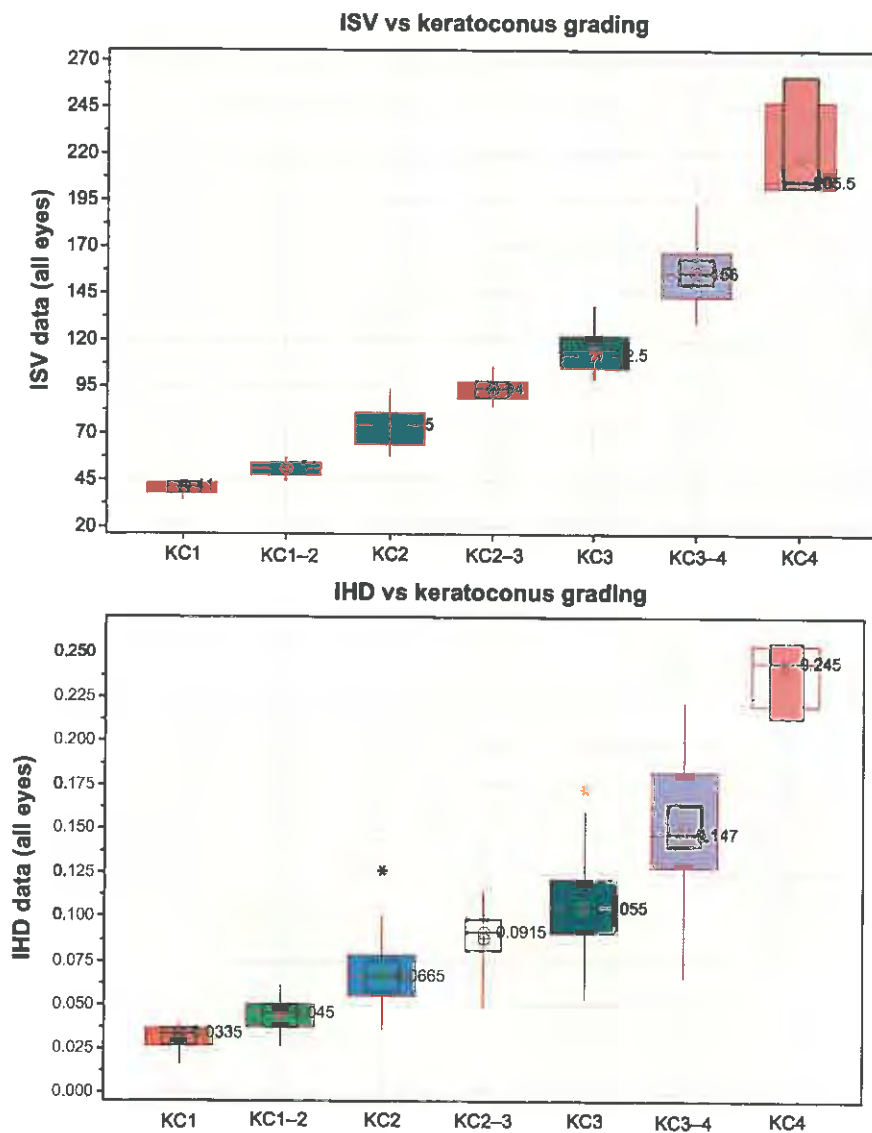 ISV vs keratoconus grading
ISV data (all eyes)
270
245
220
195
170
145
120
95
70
45
20
205.5
2.5
5
KC1
KC1–2
KC2
KC2–3
KC3
KC3–4
KC4
IHD vs keratoconus grading
IHD data (all eyes)
0.250
0.225
0.200
0.175
0.150
0.125
0.100
0.075
0.050
0.025
0.000
0.245
0.147
055
0.0915
0665
045
0335
KC1
KC1–2
KC2
KC2–3
KC3
KC3–4
KC4